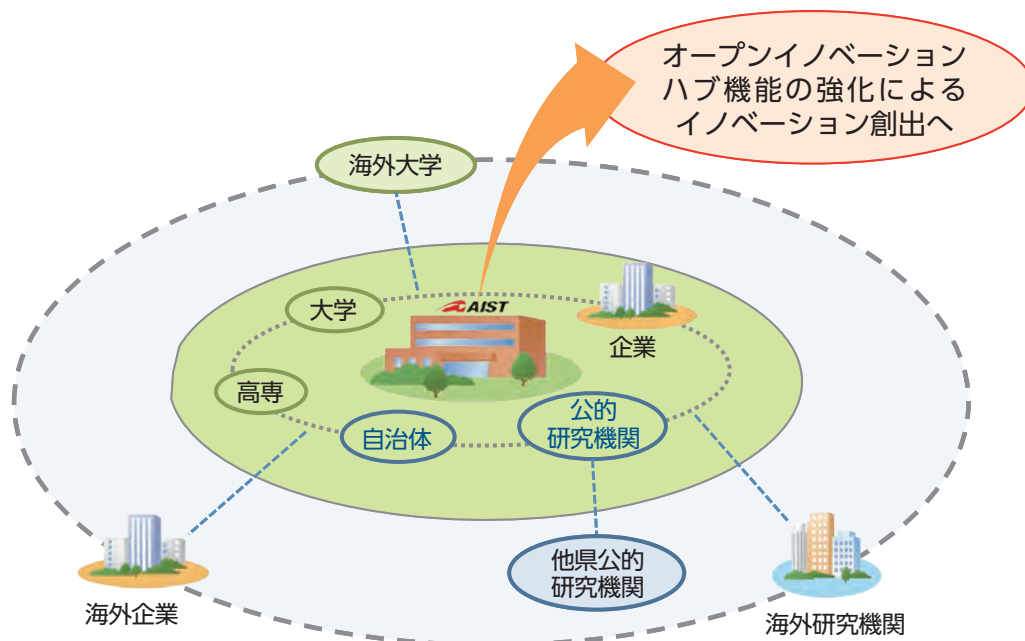 オープンイノベーション
ハブ機能の強化による
イノベーション創出へ
海外大学
大学
AIST
企業
高専
自治体
公的
研究機関
他県公的
研究機関
海外企業
海外研究機関